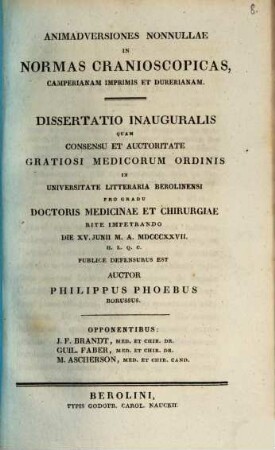 8.
ANIMADVERSIONES NONNULLAE
IN
NORMAS CRANIOSCOPICAS,
CAMPERIANAM IMPRIMIS ET DURERIANAM.
DISSERTATIO INAUGURALIS
QUAM
CONSENSU ET AUCTORITATE
GRATIOSI MEDICORUM ORDINIS
IN
UNIVERSITATE LITTERARIA BEROLINENSI
PRO GRADU
DOCTORIS MEDICINAE ET CHIRURGIAE
RITE IMPETRANDO
DIE XV. JUNII M. A. MDCCCXXVII.
H. L. Q. C.
PUBLICE DEFENSURUS EST
AUCTOR
PHILIPPUS PHOEBUS
BORUSSUS.
OPPONENTIBUS:
J. F. BRANDT, MED. ET CHIR. DR.
GUIL. FABER, MED. ET CHIR. DR.
M. ASCHERSON, MED. ET CHIR. CAND.
BEROLINI,
TYPIS GODOFR. CAROL. NAUCKII